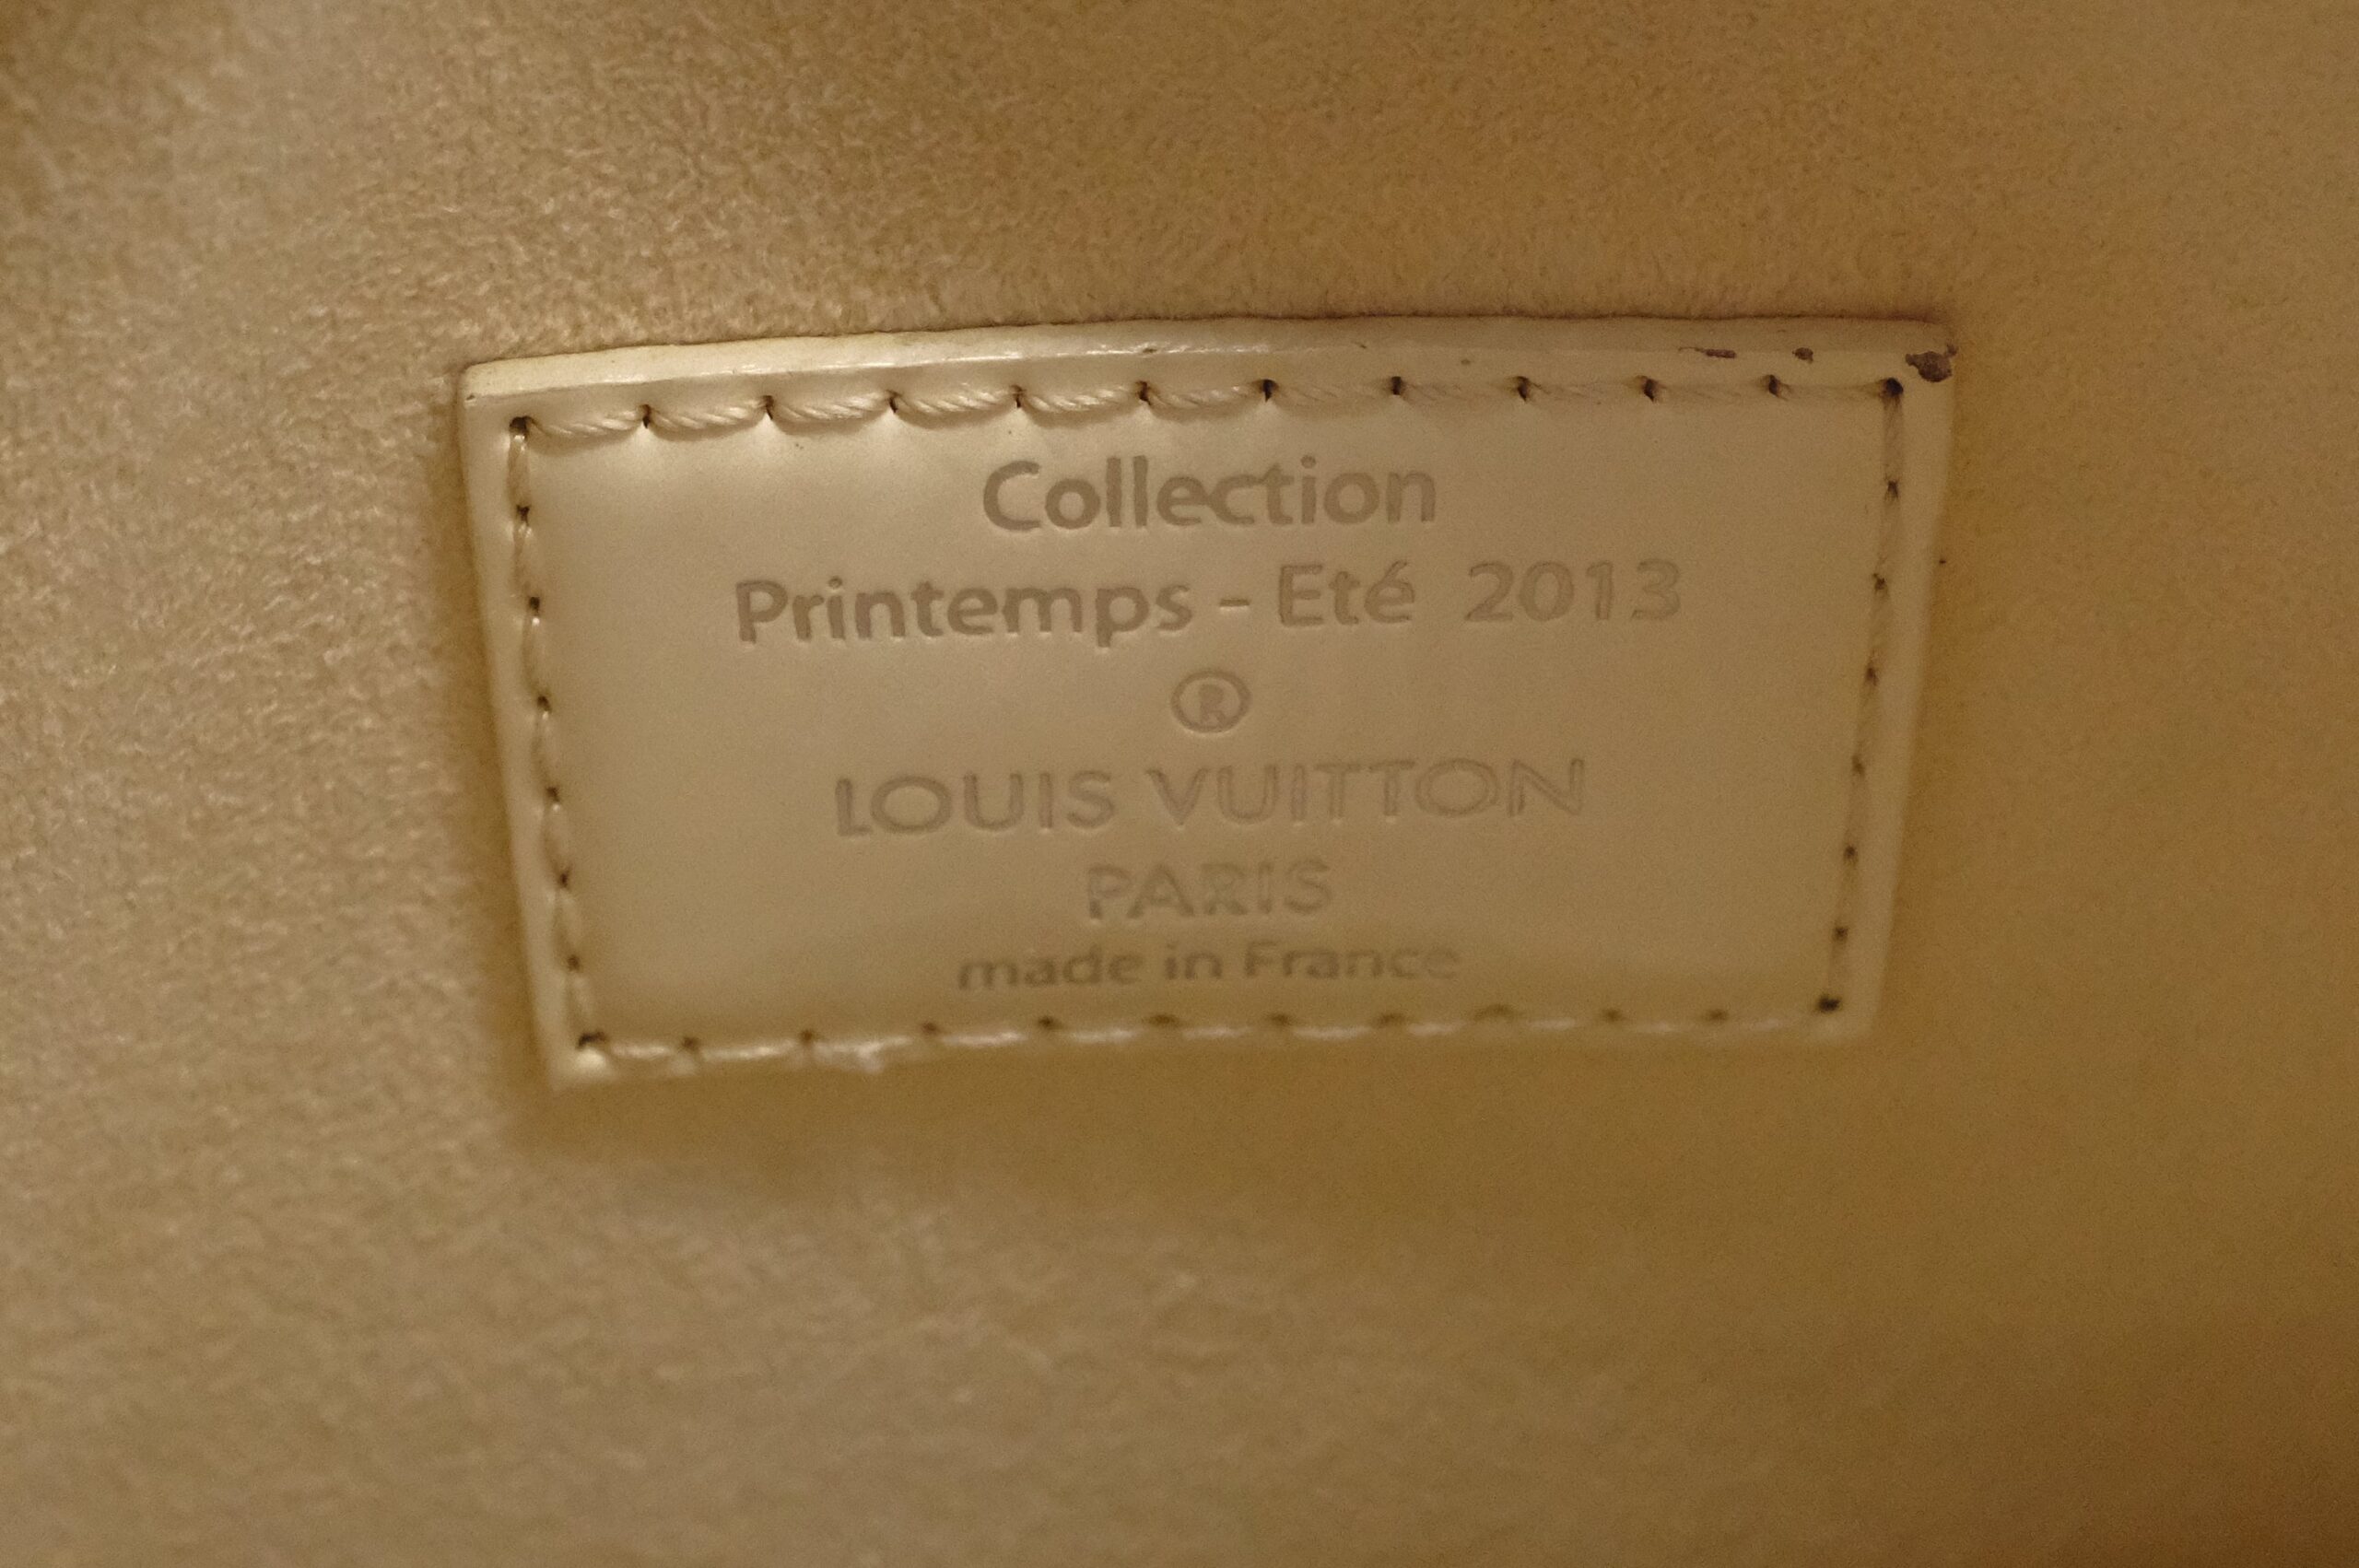 Collection
Printemps - Eté 2013
®
LOUIS VUITTON
PARIS
made in France